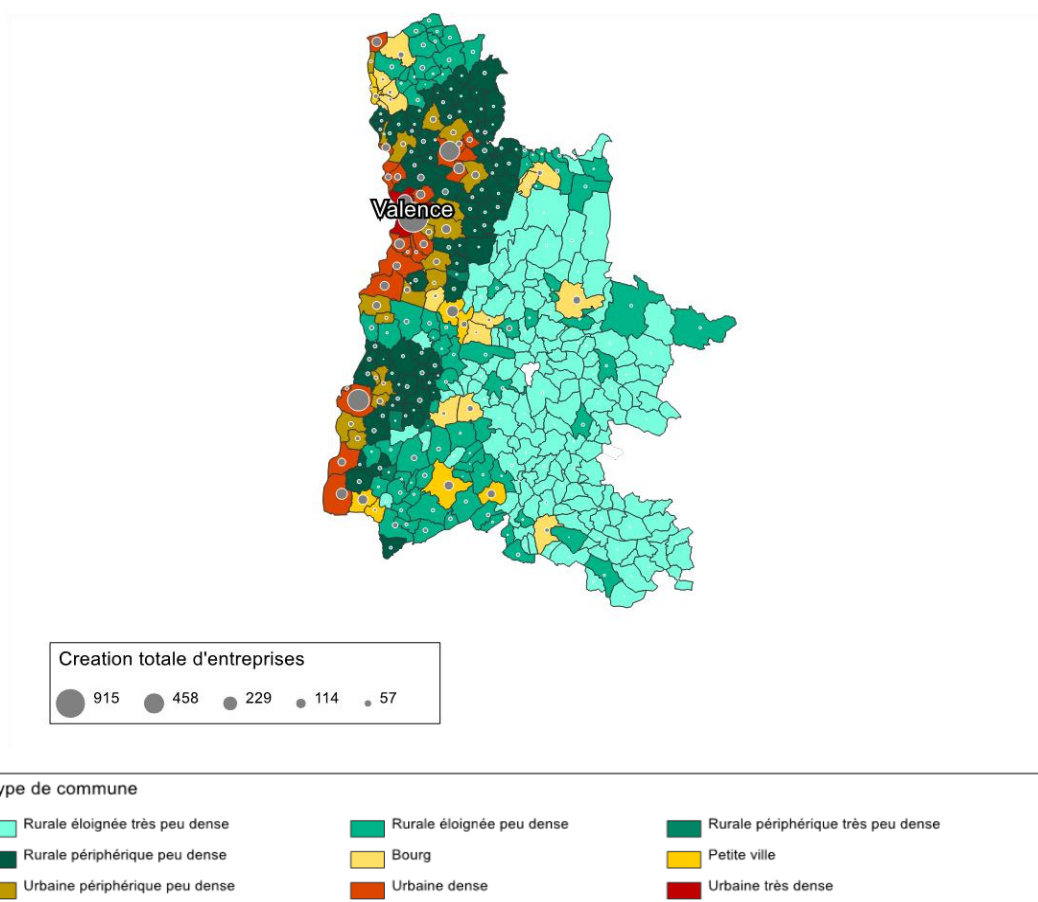 Valence
Creation totale d'entreprises
915 458 229 114 57
ype de commune
Rurale éloignée très peu dense Rurale éloignée peu dense Rurale périphérique très peu dense
Rurale périphérique peu dense Bourg Petite ville
Urbaine périphérique peu dense Urbaine dense Urbaine très dense